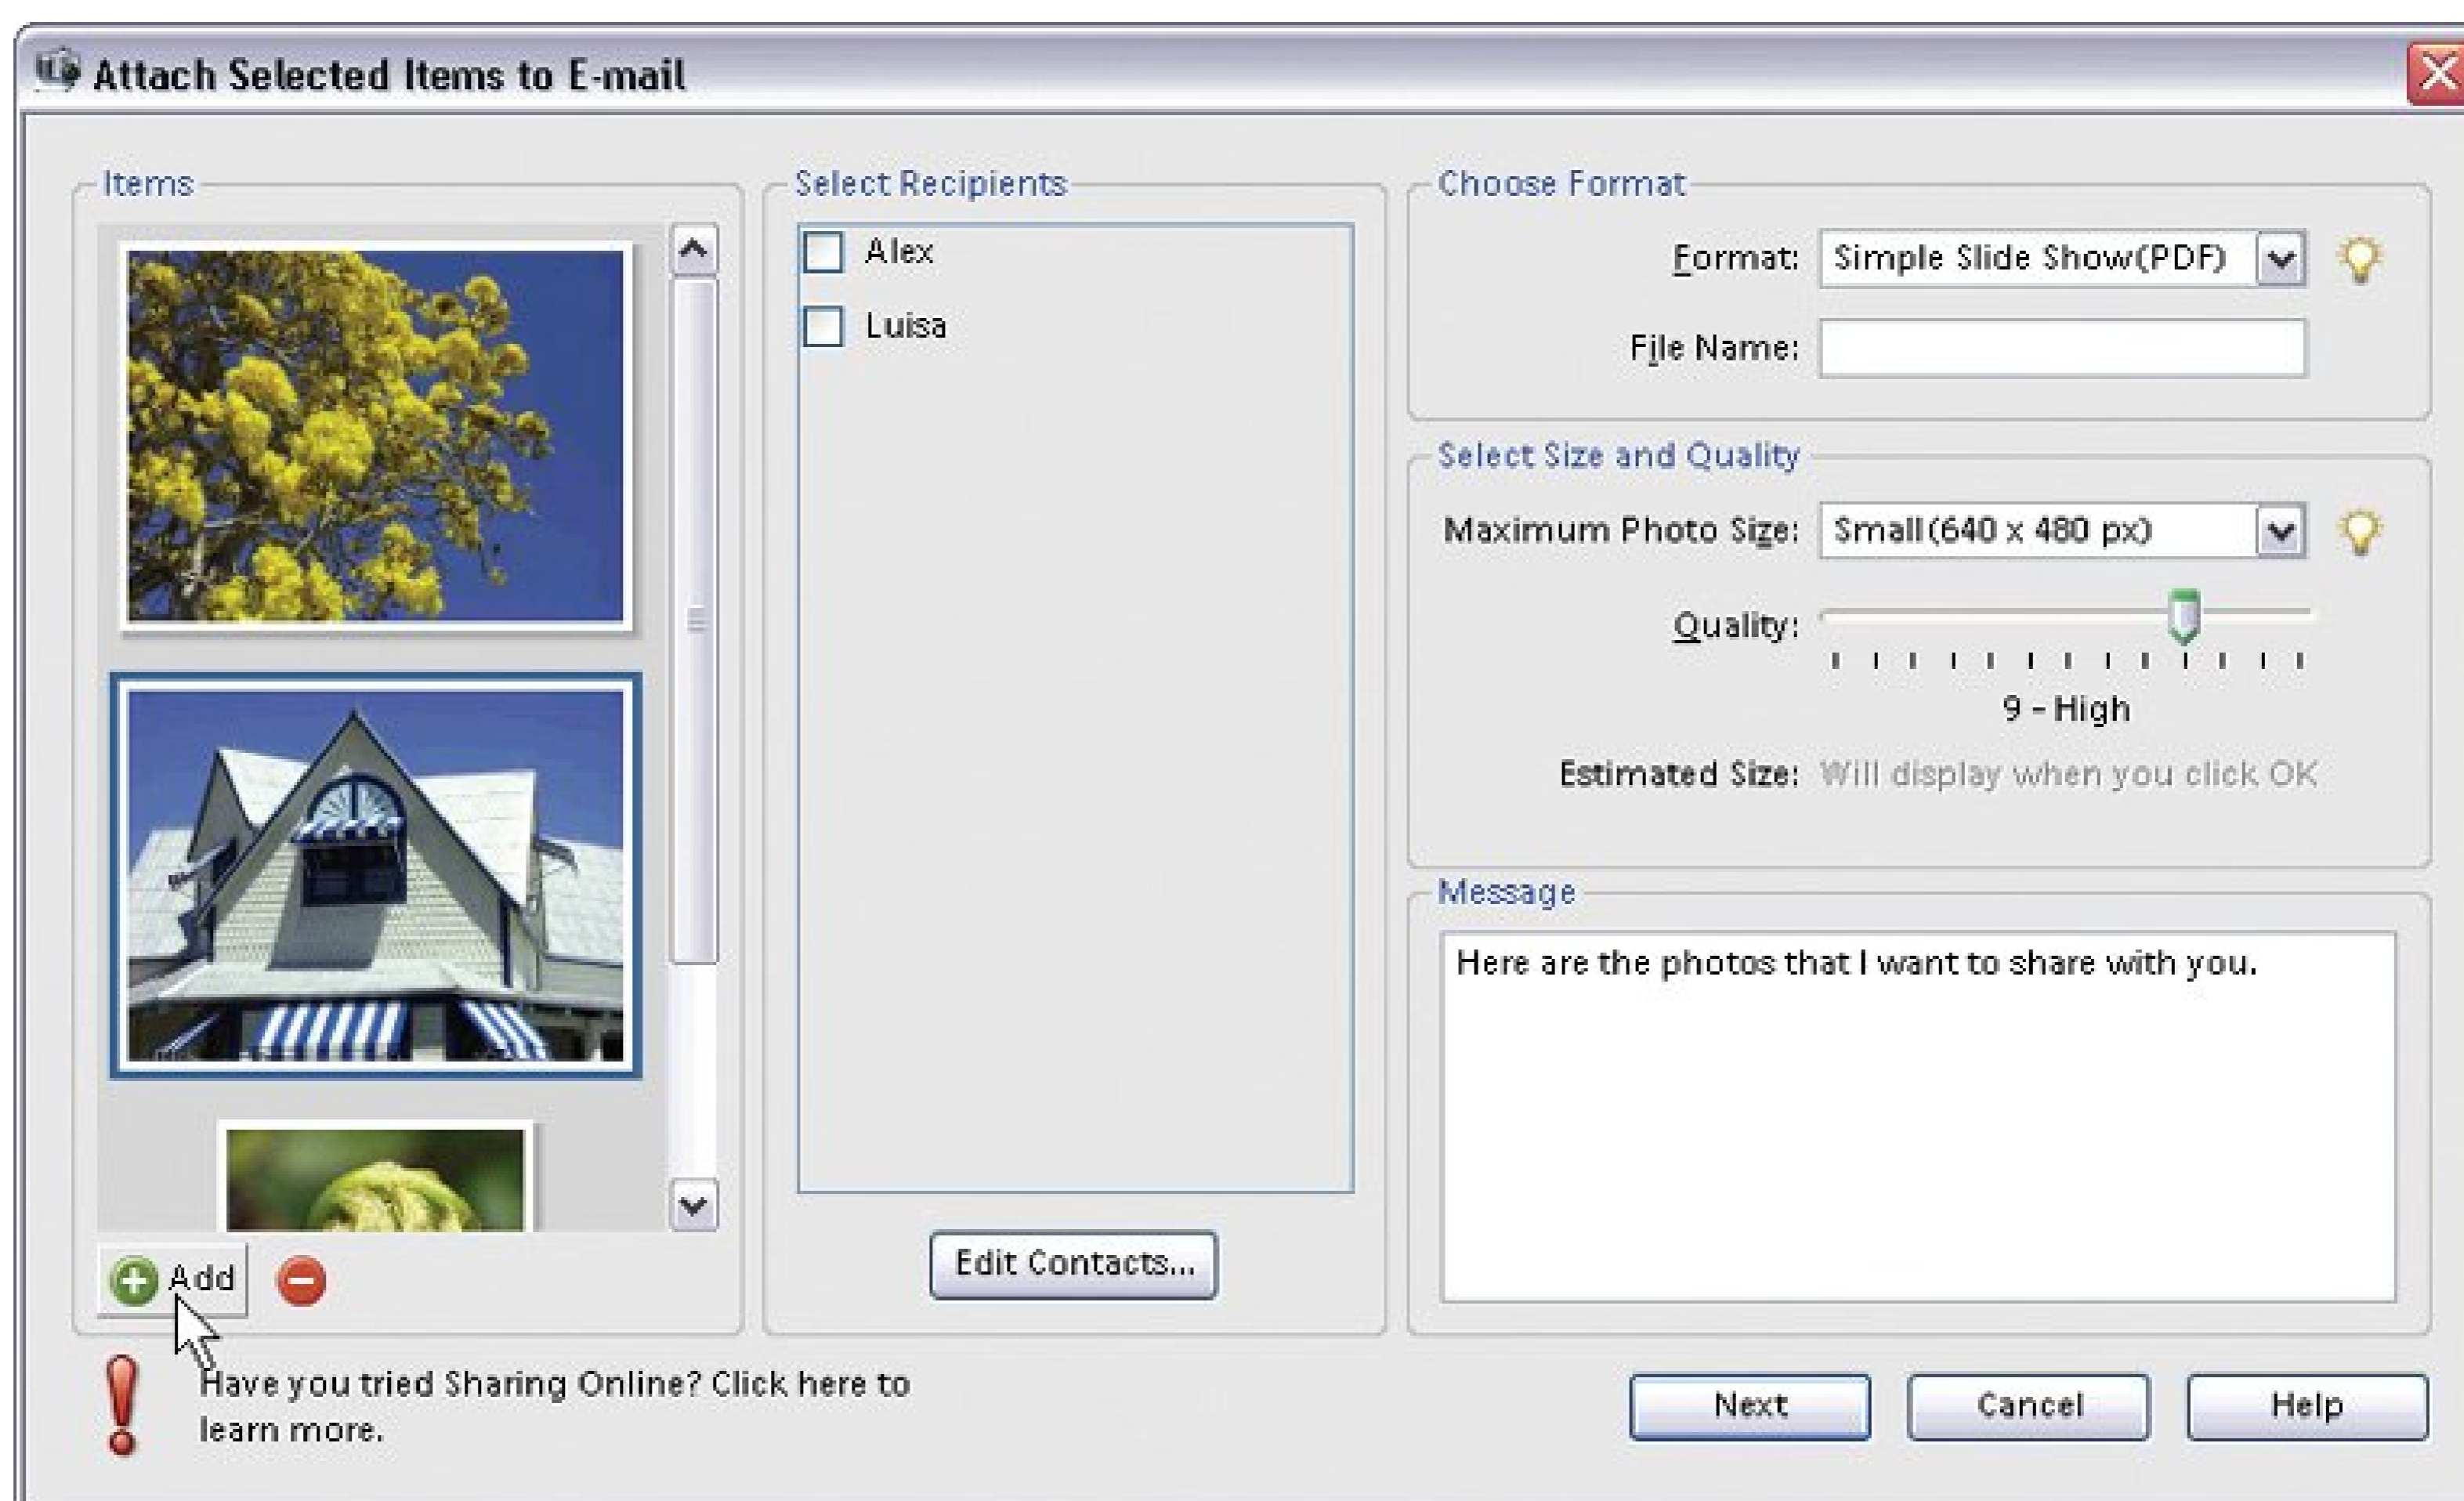 Attach Selected Items to E-mail
Items
Add
Select Recipients
Alex
Luisa
Edit Contacts...
Choose Format
Format: Simple Slide Show(PDF)
File Name:
Select Size and Quality
Maximum Photo Size: Small(640 x 480 px)
Quality:
9 - High
Estimated Size: Will display when you click OK
Message
Here are the photos that I want to share with you.
Have you tried Sharing Online? Click here to
learn more.
Next Cancel Help